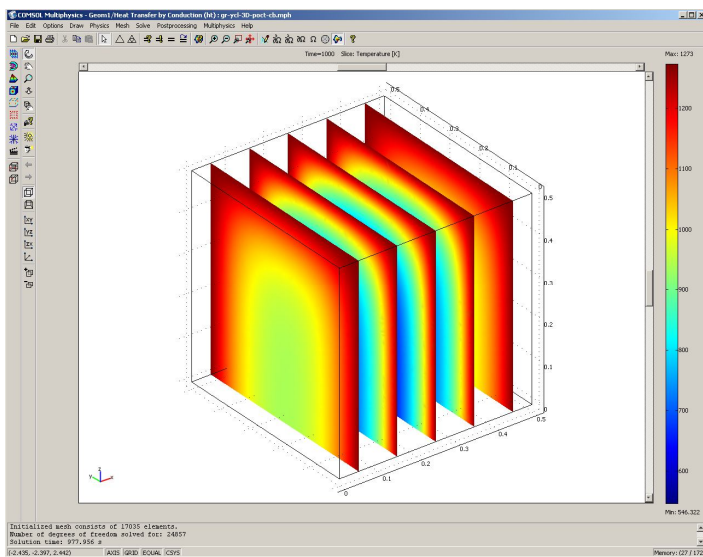 COMSOL Multiphysics - Geom1/Heat Transfer by Conduction (ht) : gr-ycl-3D-poct-cb.mph
File Edit Options Draw Physics Mesh Solve Postprocessing Multiphysics Help
Time=1000 Slice: Temperature [K]
Max: 1273
0.5
0.4
0.3
0.2
0.1
0
0.5
0.4
0.3
0.2
0.1
0
0.5
0.4
0.3
0.2
0.1
0
1200
1100
1000
900
800
700
600
Min: 546.322
z
y
x
Initialized mesh consists of 17035 elements.
Number of degrees of freedom solved for: 24857
Solution time: 977.956 s
(-2.435, -2.397, 2.442) AXIS GRID EQUAL CSYS Memory: (27 / 172